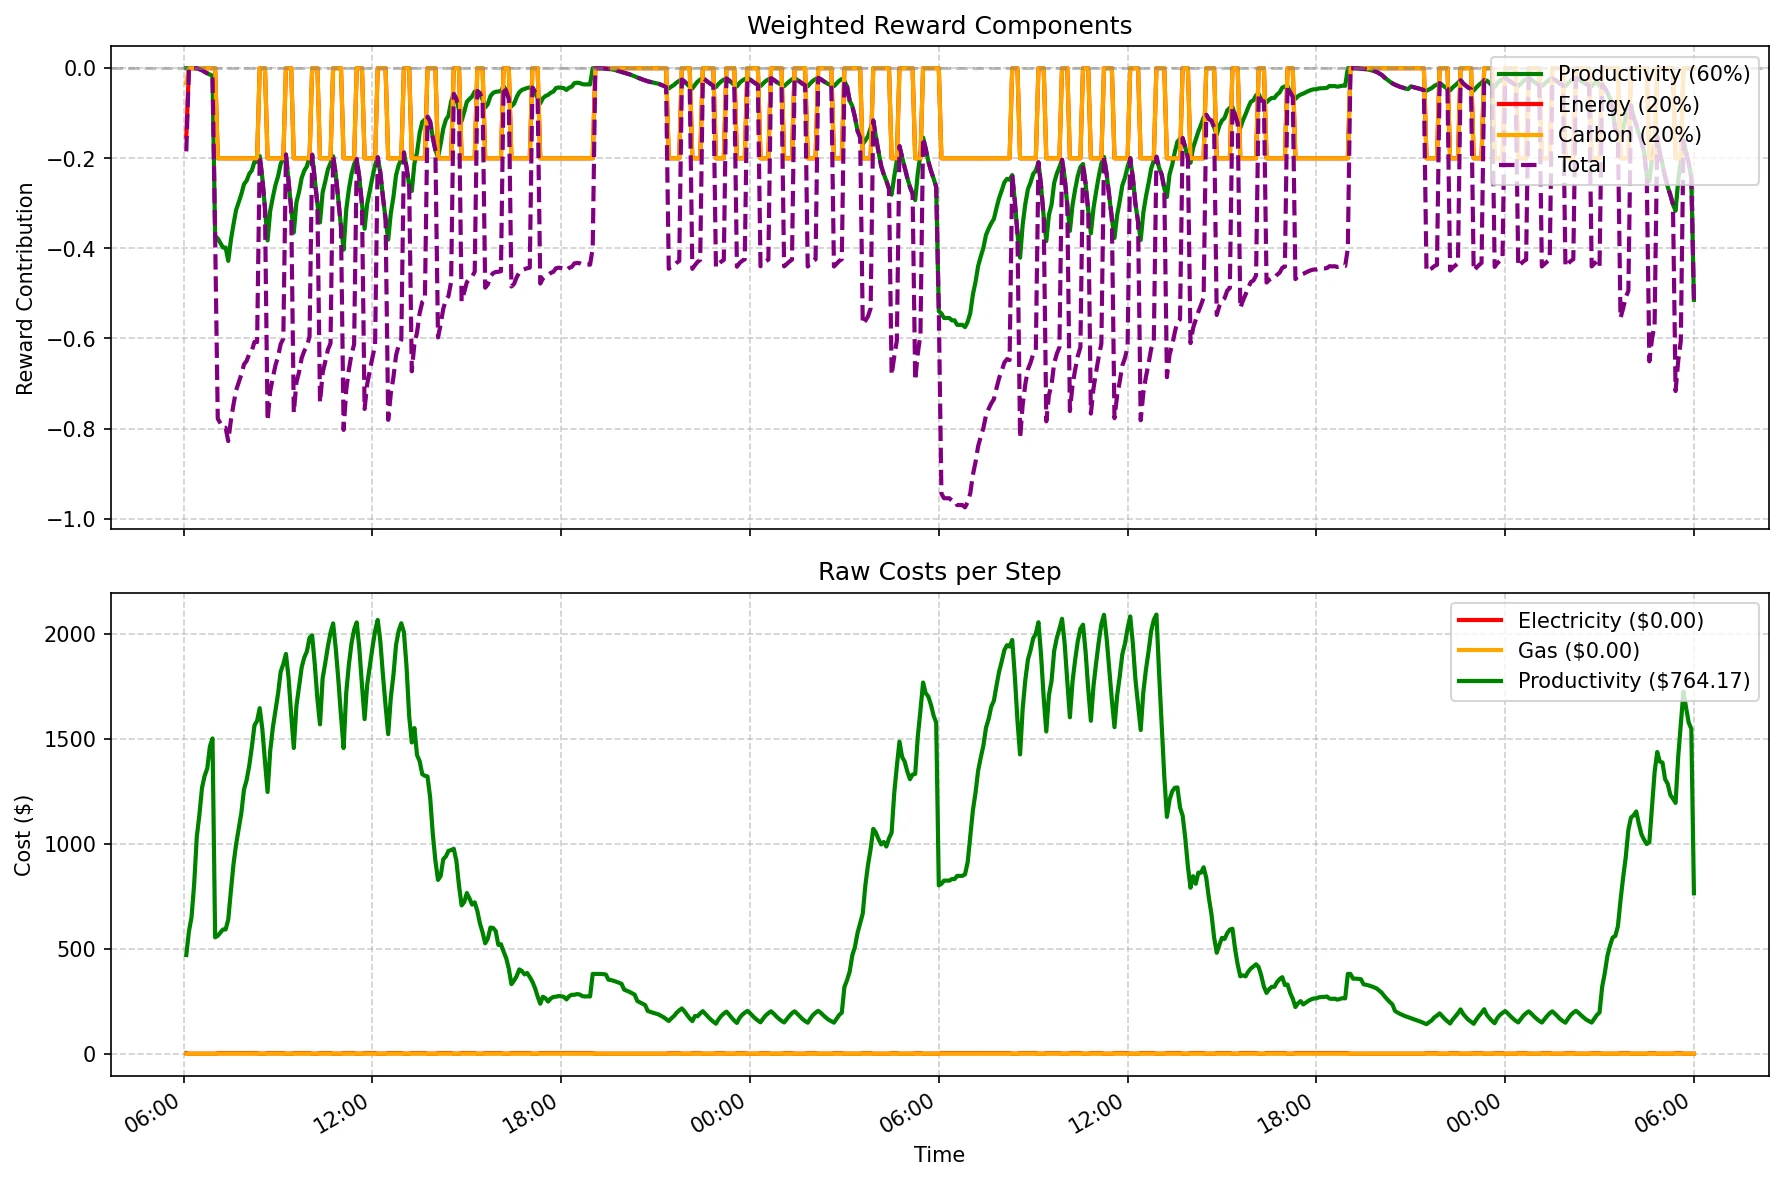 Weighted Reward Components
Reward Contribution
0.0
−0.2
−0.4
−0.6
−0.8
−1.0
Productivity (60%)
Energy (20%)
Carbon (20%)
Total
Raw Costs per Step
Cost ($)
2000
1500
1000
500
0
Electricity ($0.00)
Gas ($0.00)
Productivity ($764.17)
06:00 12:00 18:00 00:00 06:00 12:00 18:00 00:00 06:00
Time